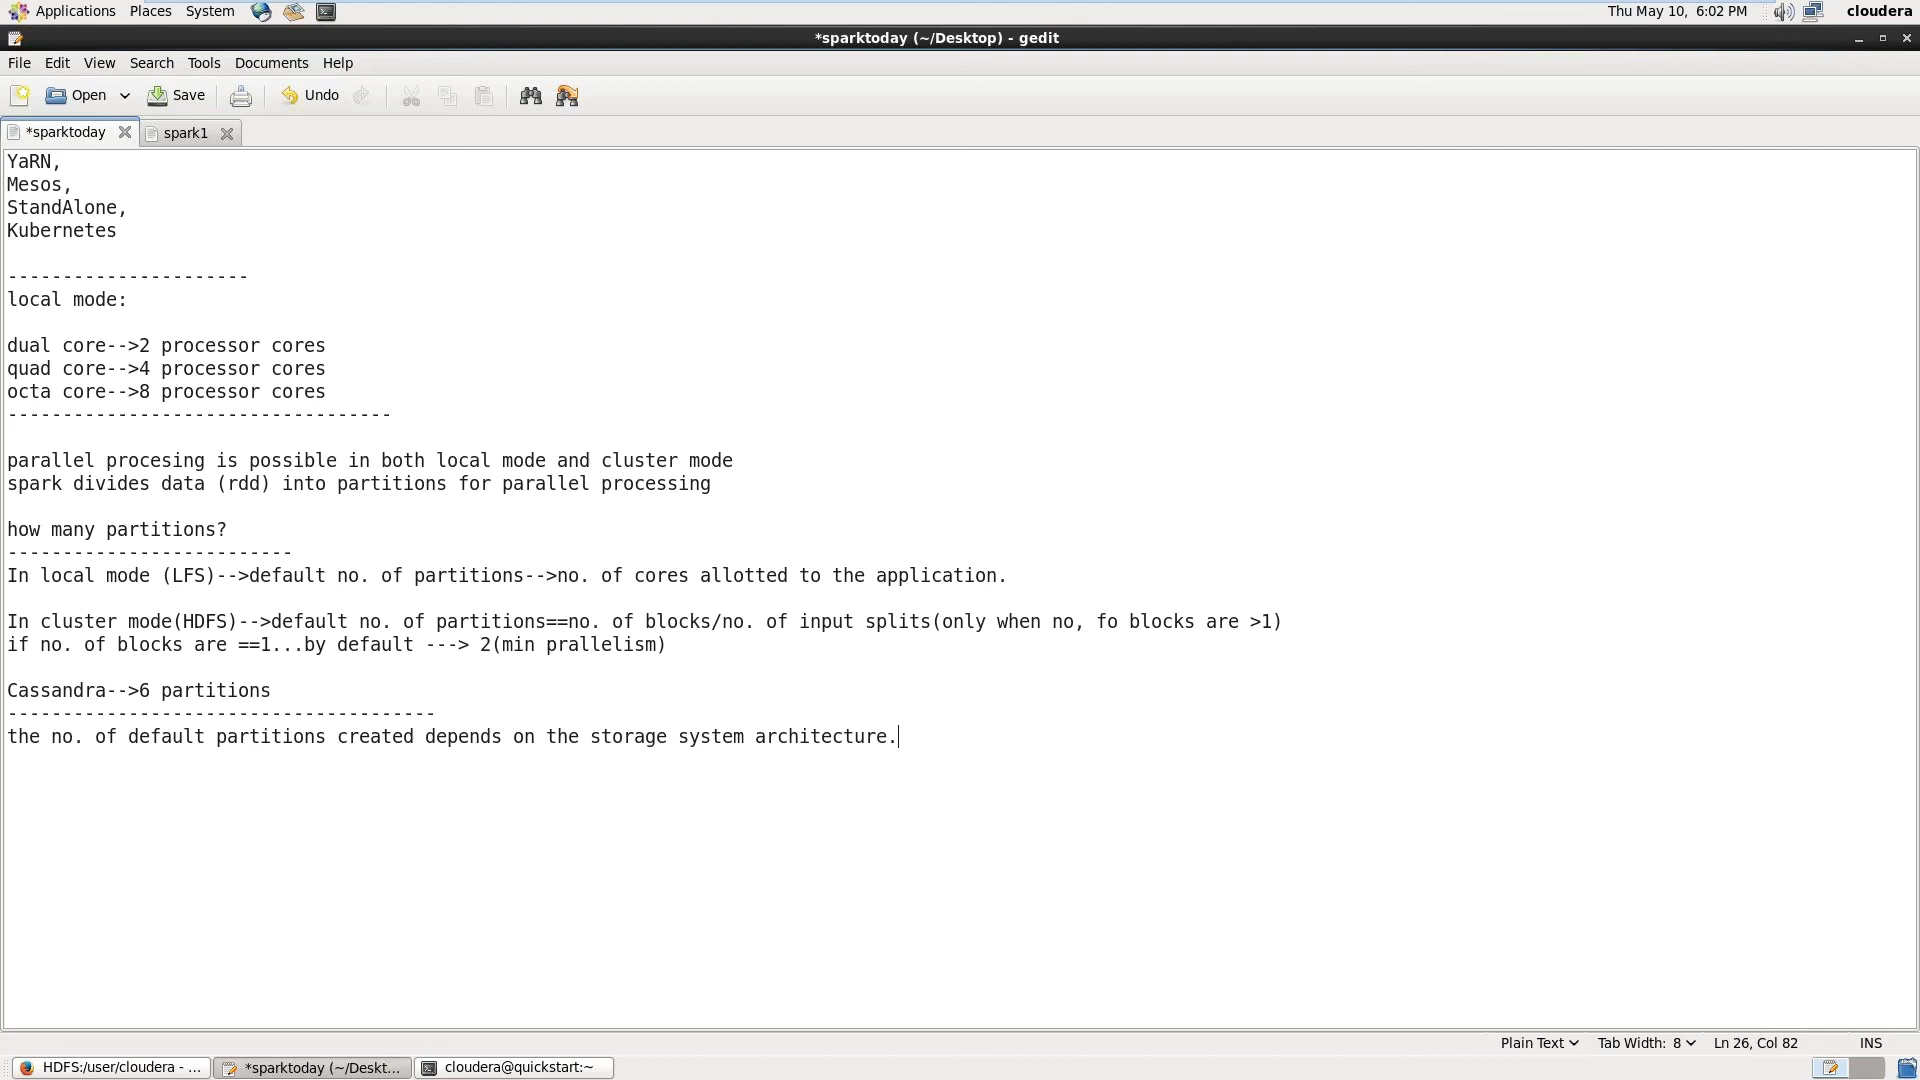 Applications Places System Thu May 10, 6:02 PM cloudera
*sparktoday (~/Desktop) - gedit
File Edit View Search Tools Documents Help
Open Save Undo
*sparktoday spark1
YaRN,
Mesos,
StandAlone,
Kubernetes
----------------------
local mode:
dual core-->2 processor cores
quad core-->4 processor cores
octa core-->8 processor cores
-----------------------------------
parallel procesing is possible in both local mode and cluster mode
spark divides data (rdd) into partitions for parallel processing
how many partitions?
--------------------------
In local mode (LFS)-->default no. of partitions-->no. of cores allotted to the application.
In cluster mode(HDFS)-->default no. of partitions==no. of blocks/no. of input splits(only when no, fo blocks are >1)
if no. of blocks are ==1...by default ---> 2(min prallelism)
Cassandra-->6 partitions
---------------------------------------
the no. of default partitions created depends on the storage system architecture.
Plain Text Tab Width: 8 Ln 26, Col 82 INS
HDFS:/user/cloudera - ... *sparktoday (~/Deskt... cloudera@quickstart:~